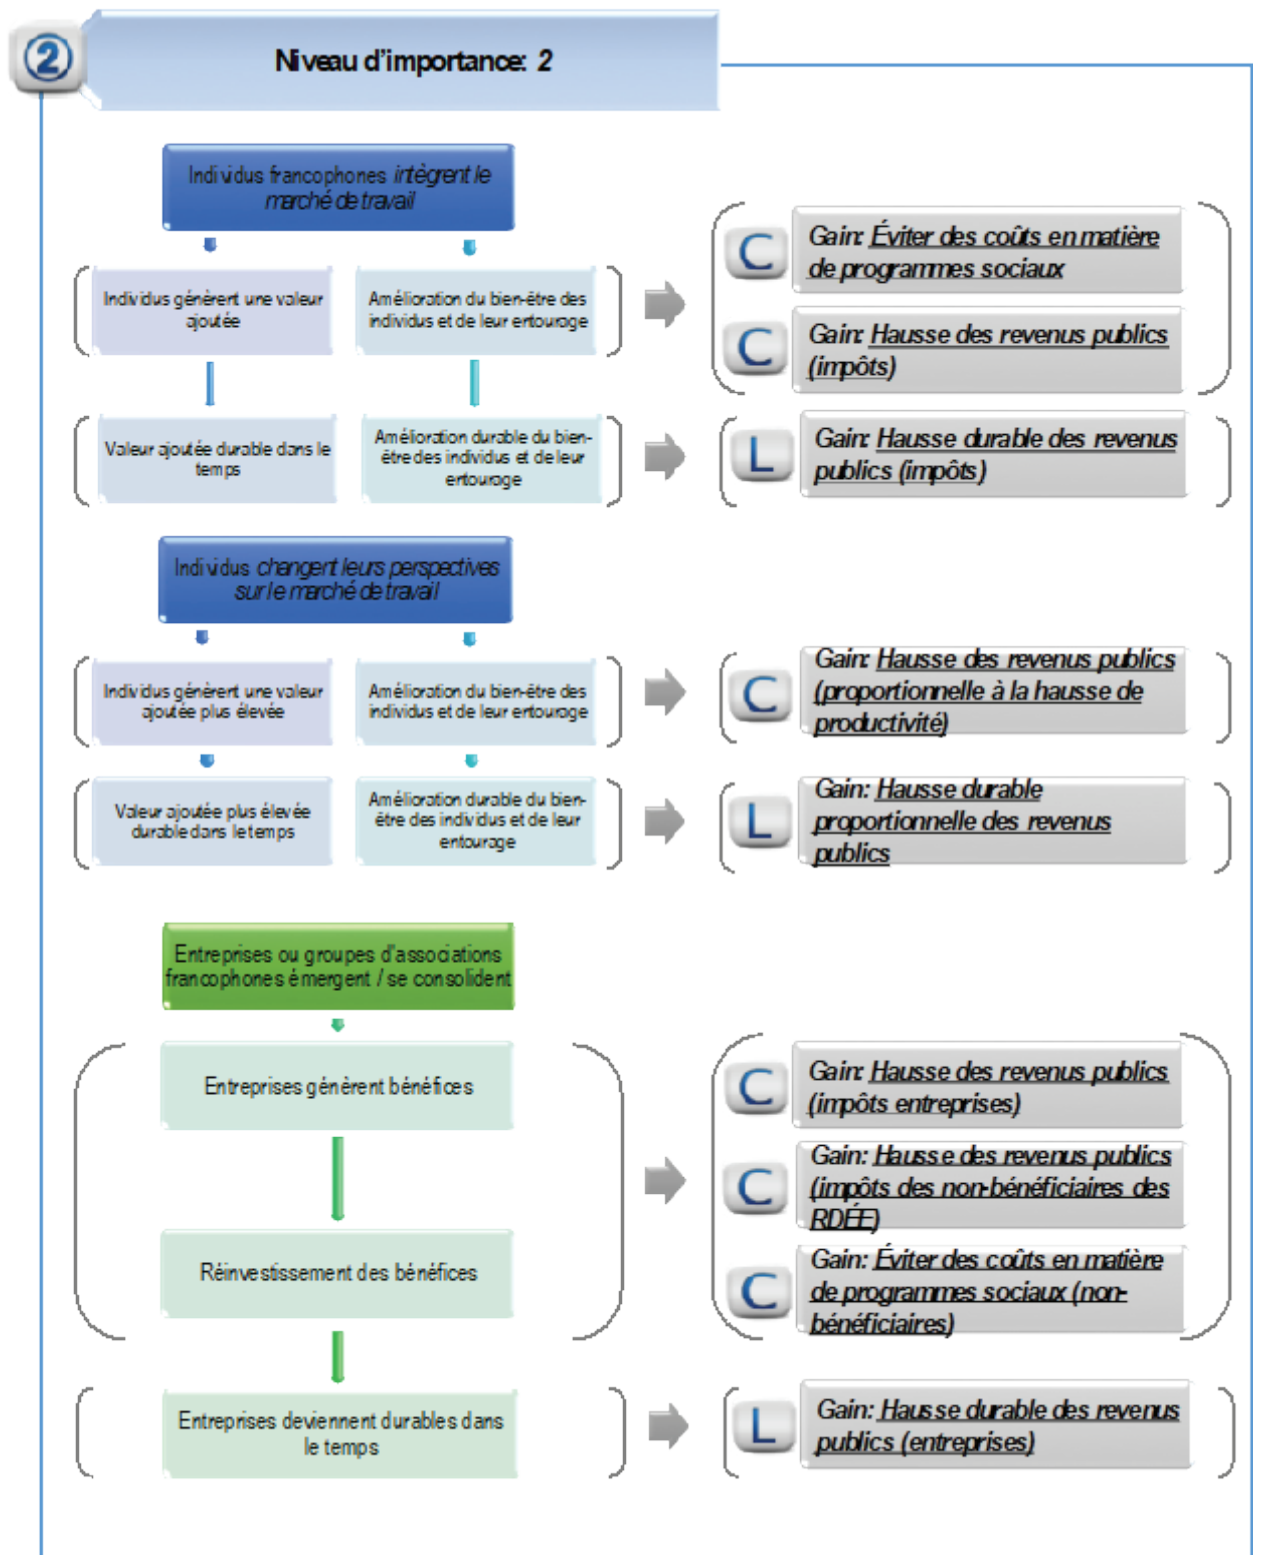 2
Niveau d'importance: 2
Individus francophones intègrent le
marché de travail
Individus génèrent une valeur
ajoutée
Amélioration du bien-être des
individus et de leur entourage
C
Gain: Éviter des coûts en matière
de programmes sociaux
C
Gain: Hausse des revenus publics
(impôts)
Valeur ajoutée durable dans le
temps
Amélioration durable du bien-
être des individus et de leur
entourage
L
Gain: Hausse durable des revenus
publics (impôts)
Individus changent leurs perspectives
sur le marché de travail
Individus génèrent une valeur
ajoutée plus élevée
Amélioration du bien-être des
individus et de leur entourage
C
Gain: Hausse des revenus publics
(proportionnelle à la hausse de
productivité)
Valeur ajoutée plus élevée
durable dans le temps
Amélioration durable du bien-
être des individus et de leur
entourage
L
Gain: Hausse durable
proportionnelle des revenus
publics
Entreprises ou groupes d'associations
francophones émergent / se consolident
Entreprises génèrent bénéfices
Réinvestissement des bénéfices
C
Gain: Hausse des revenus publics
(impôts entreprises)
C
Gain: Hausse des revenus publics
(impôts des non-bénéficiaires des
RDÉE)
C
Gain: Éviter des coûts en matière
de programmes sociaux (non-
bénéficiaires)
Entreprises deviennent durables dans
le temps
L
Gain: Hausse durable des revenus
publics (entreprises)